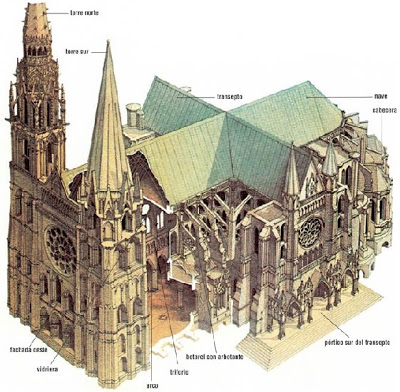 torre norte
torre sur
transepto
nave
cabecera
fachada oeste
vidriera
arco
triforio
botarel con arbotante
pórtico sur del transepto